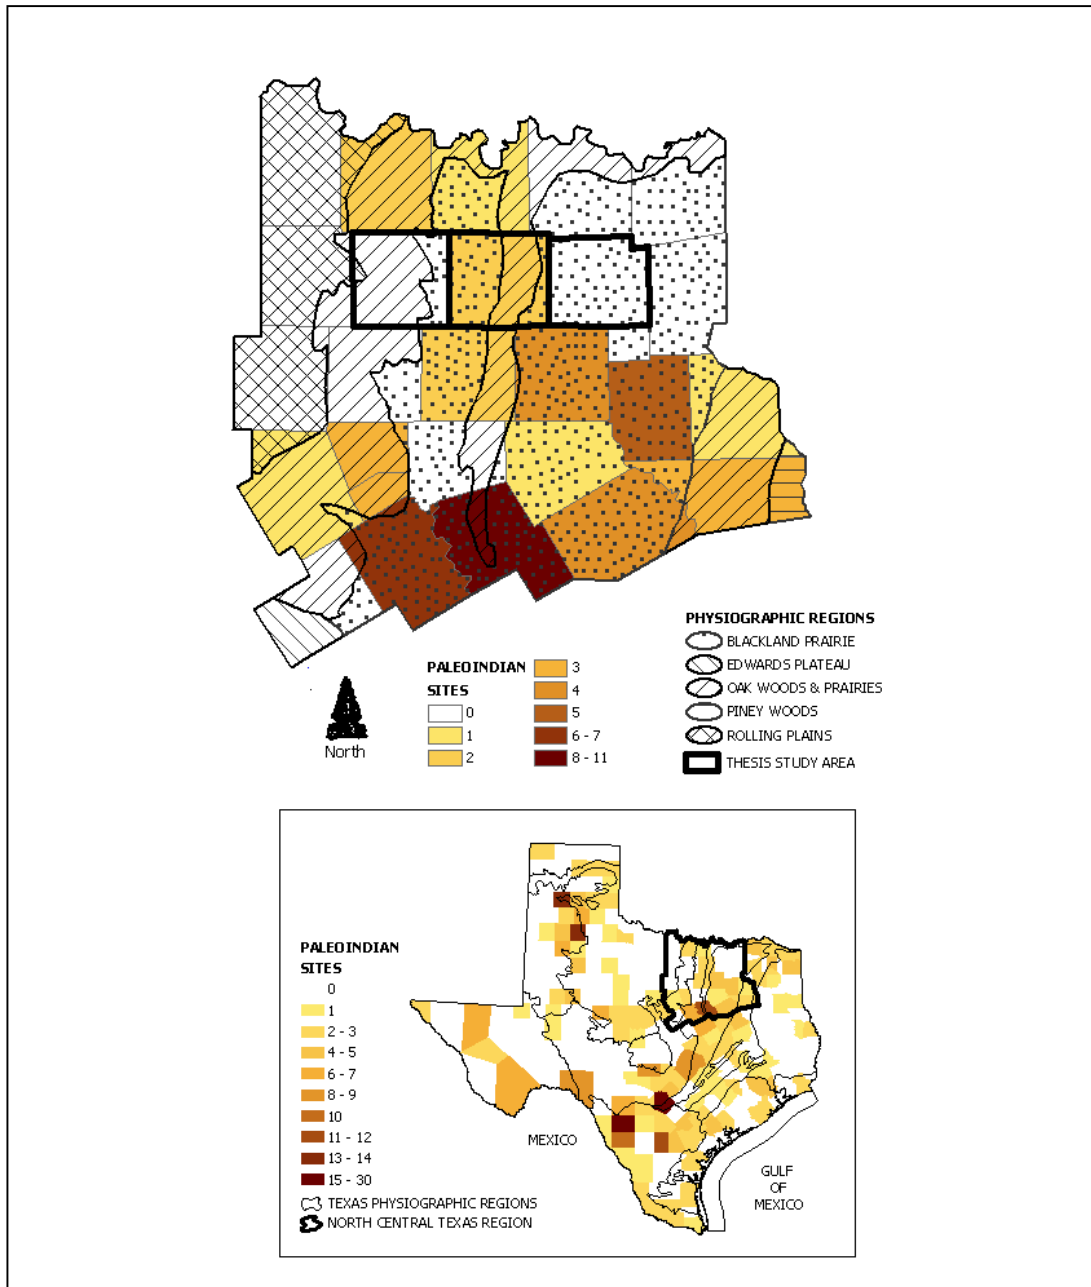 PHYSIOGRAPHIC REGIONS
BLACKLAND PRAIRIE
EDWARDS PLATEAU
OAK WOODS & PRAIRIES
PINEY WOODS
ROLLING PLAINS
THESIS STUDY AREA
PALEOINDIAN
SITES
0
1
2
3
4
5
6 - 7
8 - 11
North
PALEOINDIAN
SITES
0
1
2 - 3
4 - 5
6 - 7
8 - 9
10
11 - 12
13 - 14
15 - 30
TEXAS PHYSIOGRAPHIC REGIONS
NORTH CENTRAL TEXAS REGION
MEXICO
GULF
OF
MEXICO